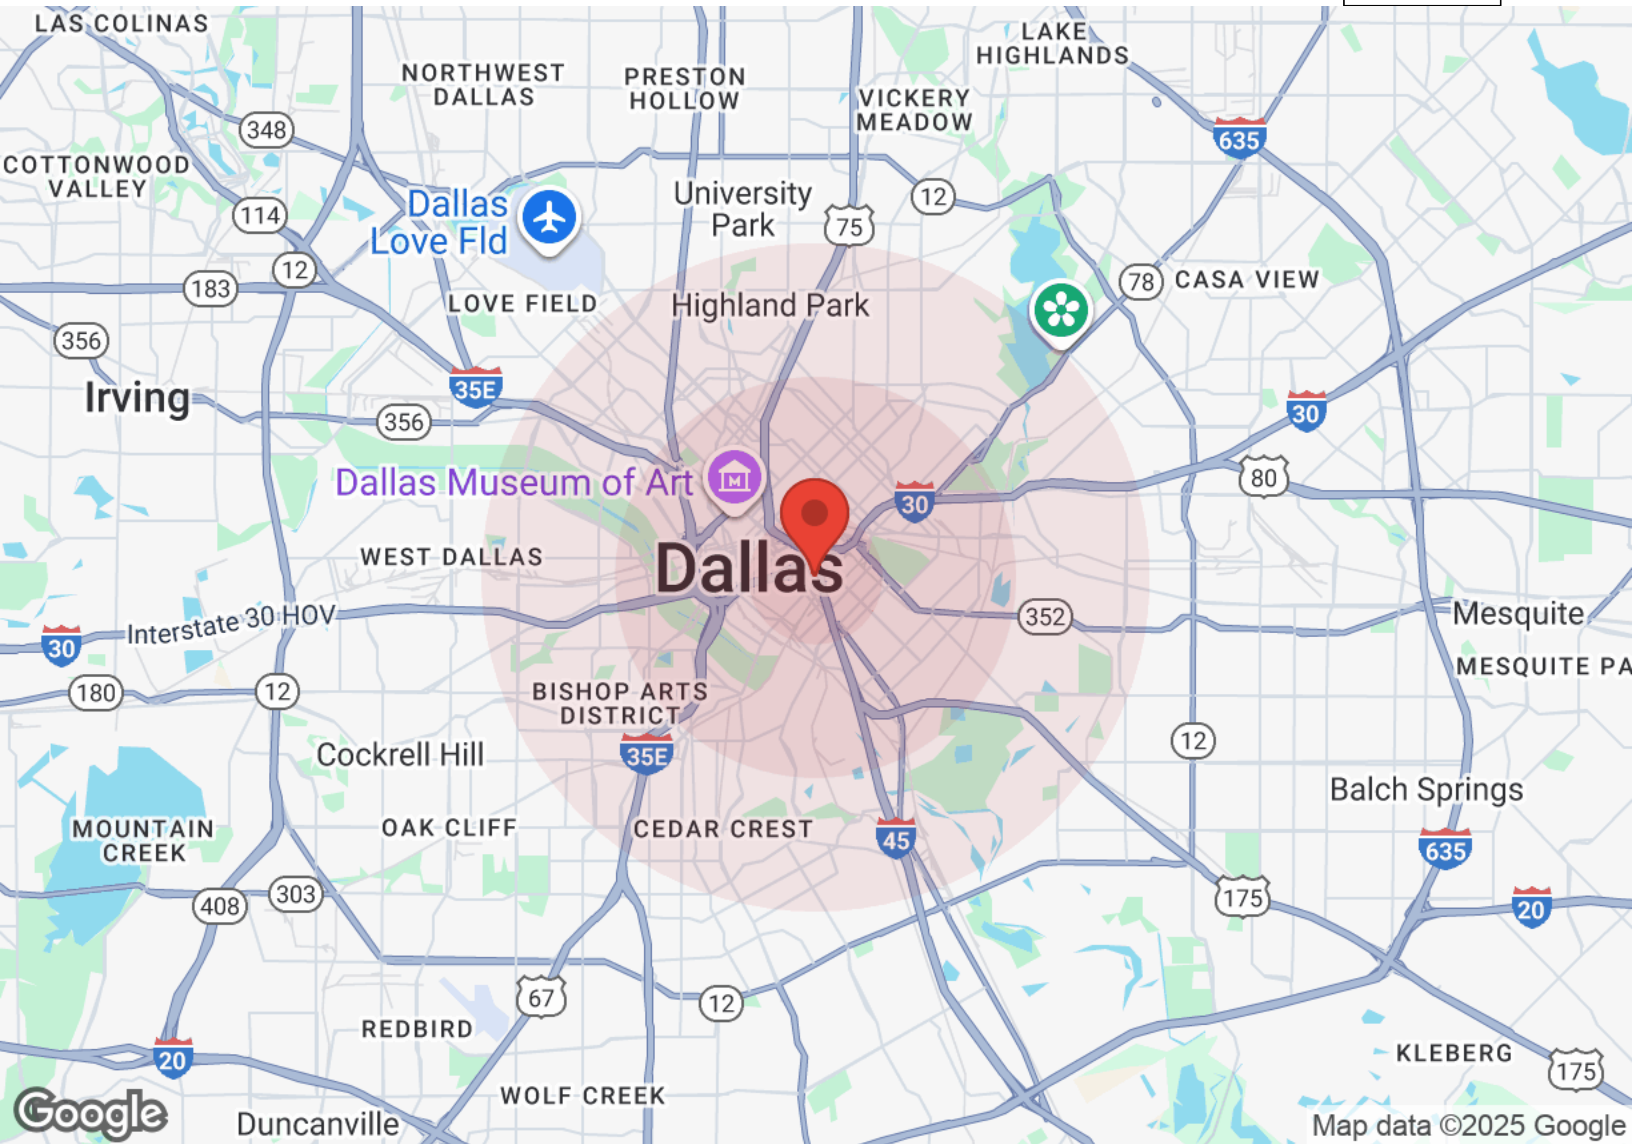 LAS COLINAS
LAKE
HIGHLANDS
NORTHWEST
DALLAS
PRESTON
HOLLOW
VICKERY
MEADOW
348
635
COTTONWOOD
VALLEY
University
Park
12
114
Dallas
Love Fld
75
12
183
LOVE FIELD
Highland Park
78
CASA VIEW
356
Irving
35E
356
30
Dallas Museum of Art
M
30
80
WEST DALLAS
Dallas
Interstate 30 HOV
30
352
Mesquite
MESQUITE PA
180
12
BISHOP ARTS
DISTRICT
12
Cockrell Hill
35E
Balch Springs
MOUNTAIN
CREEK
OAK CLIFF
CEDAR CREST
45
635
408
303
175
20
67
12
REDBIRD
20
KLEBERG
175
WOLF CREEK
Google
Duncanville
Map data ©2025 Google